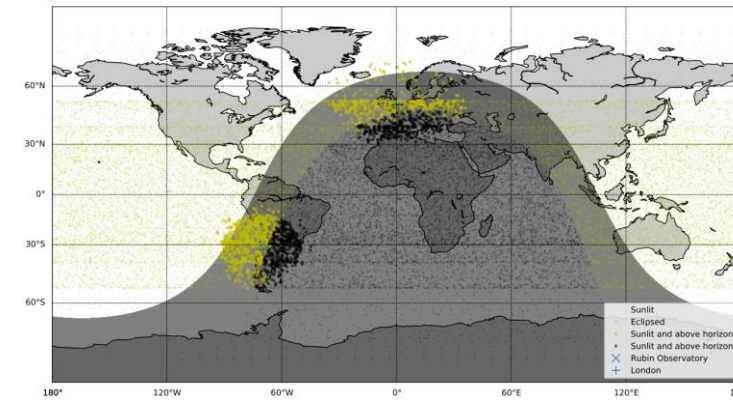 60°N
30°N
0°
30°S
60°S
180° 120°W 60°W 0° 60°E 120°E
Sunlit
Eclipsed
Sunlit and above horizon
Sunlit and above horizon
Rubin Observatory
London